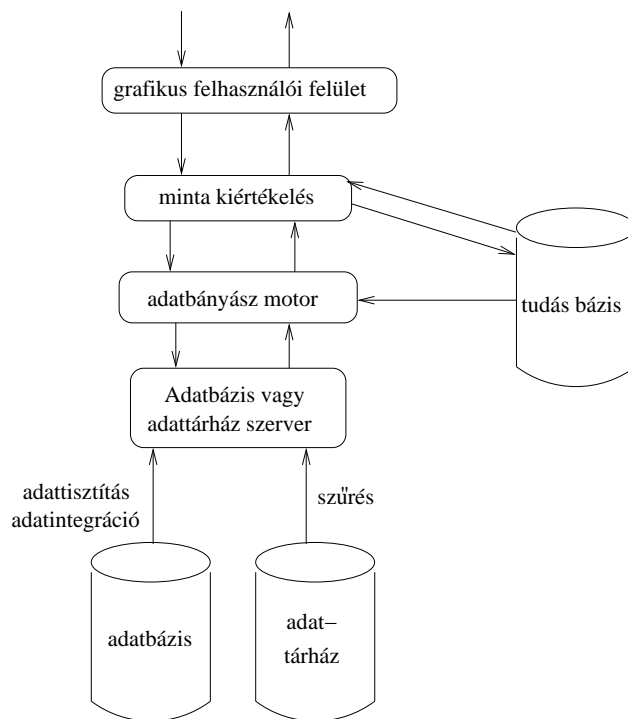 grafikus felhasználói felület
minta kiértékelés
adatbányász motor
tudás bázis
Adatbázis vagy
adattárház szerver
adattisztítás
adatintegráció
szűrés
adatbázis
adat–
tárház